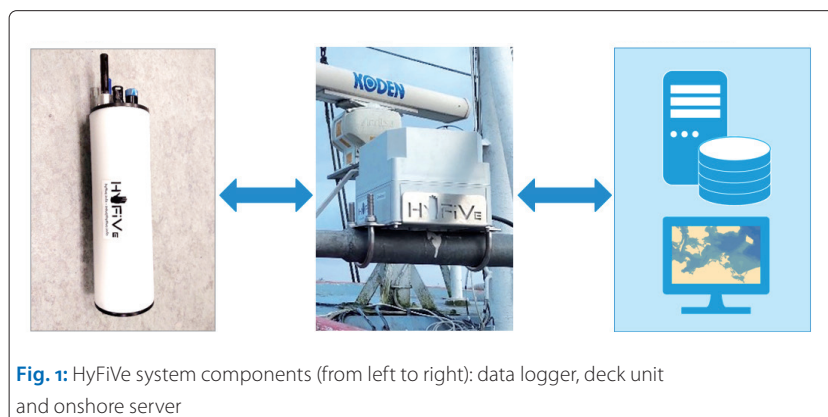 HyFiVe
KODEN
HyFiVe
Fig. 1: HyFiVe system components (from left to right): data logger, deck unit
and onshore server